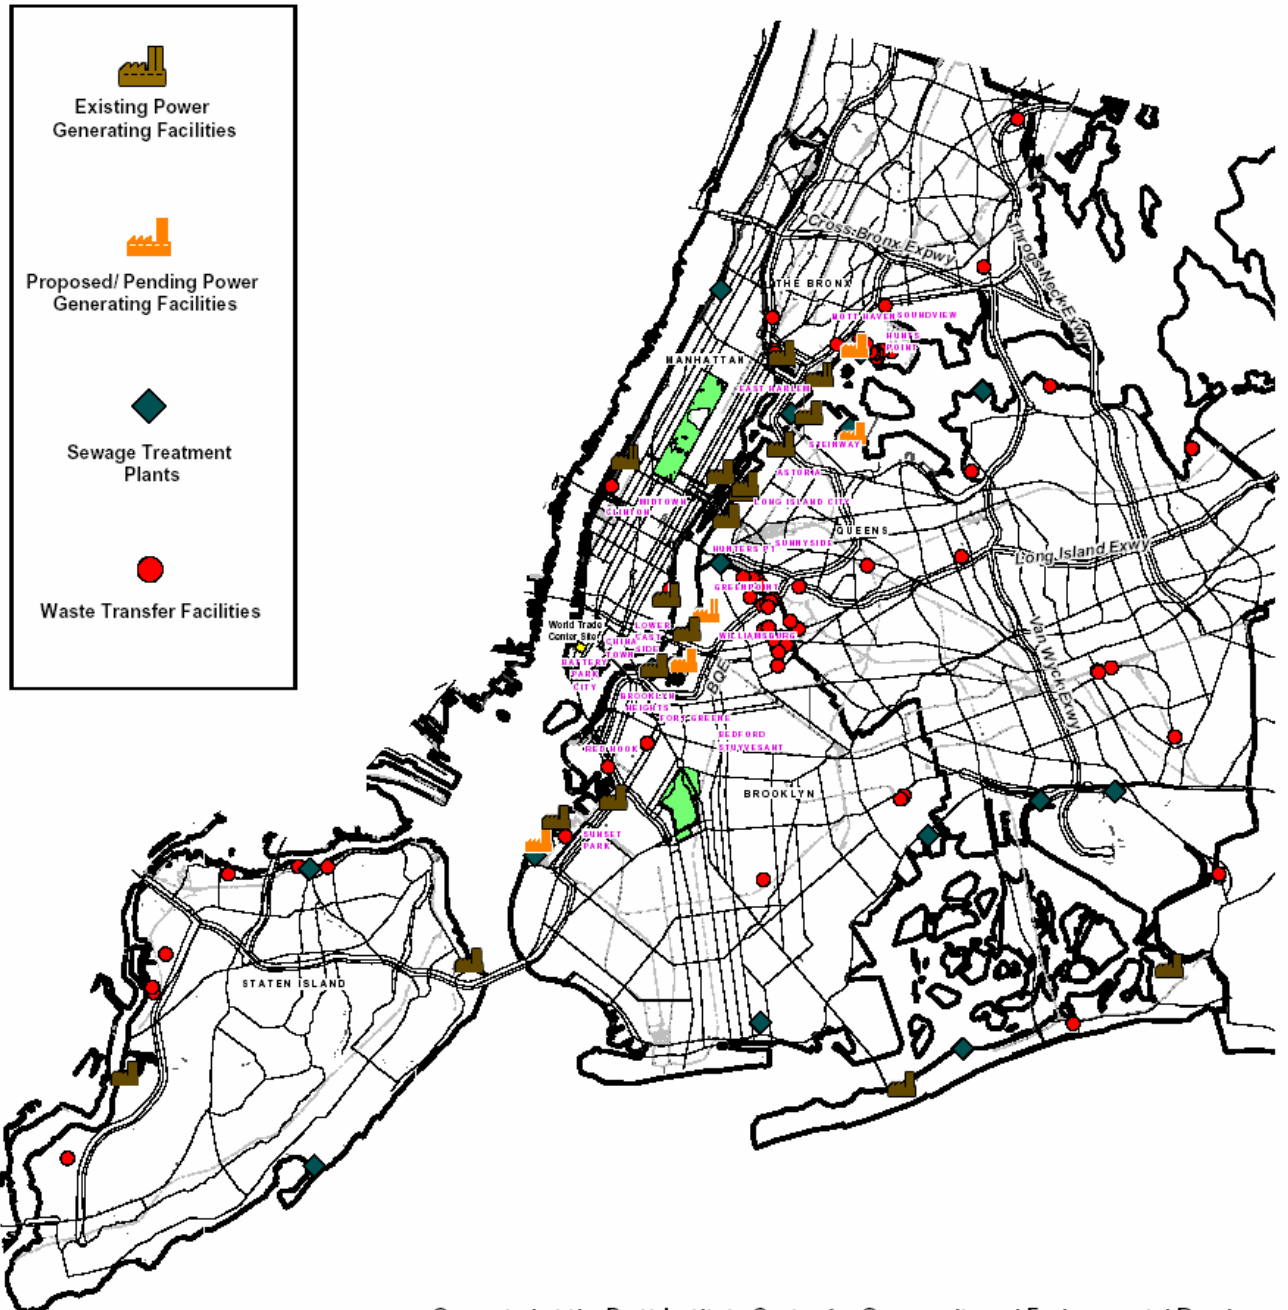 Existing Power
Generating Facilities
Proposed/ Pending Power
Generating Facilities
Sewage Treatment
Plants
Waste Transfer Facilities
Cross-Bronx Expwy
Throgs Neck Exwy
THE BRONX
MOTT HAVEN
SOUNDVIEW
HUNTS
POINT
MANHATTAN
EAST HARLEM
STEINWAY
ASTORIA
MIDTOWN
CLINTON
LONG ISLAND CITY
QUEENS
SUNNYSIDE
HUNTERS PT
Long Island Exwy
GREENPOINT
World Trade
Center Site
LOWER
EAST
SIDE
CHINA
TOWN
WILLIAMSBURG
BATTERY
PARK
CITY
BQE
Van Wyck Exwy
BROOKLYN
HEIGHTS
FORT GREENE
BEDFORD
STUYVESANT
RED HOOK
BROOKLYN
SUNSET
PARK
STATEN ISLAND